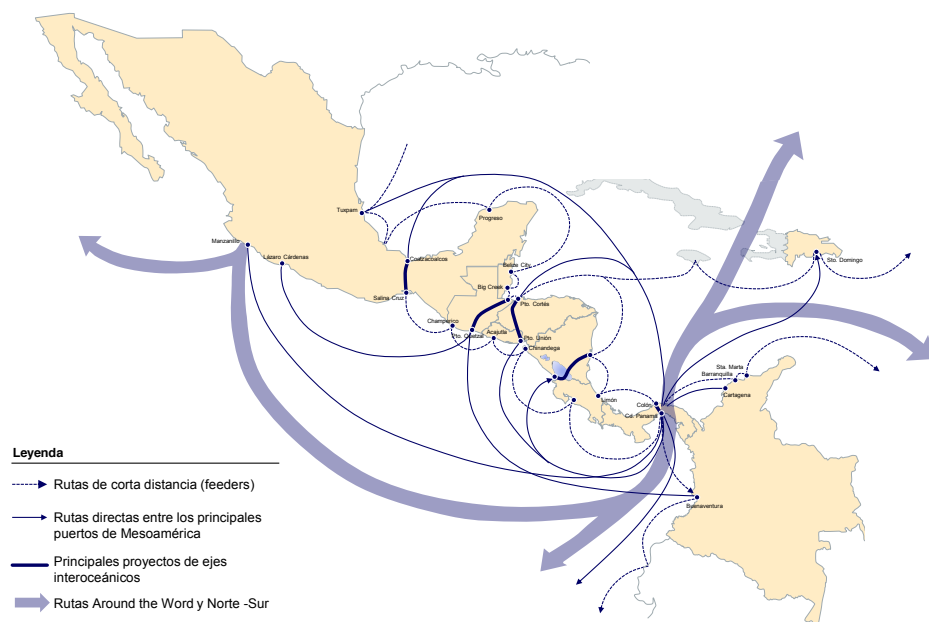 Tuxpam
Progreso
Manzanillo
Lázaro Cárdenas
Coatzacoalcos
Belize City
Sto. Domingo
Salina Cruz
Big Creek
Pto. Cortés
Champerico
Pto. Quetzal
Acajutla
Pto. Unión
Chinandega
Sta. Marta
Barranquilla
Cartagena
Limón
Colón
Cd. Panamá
Buenaventura
Leyenda
Rutas de corta distancia (feeders)
Rutas directas entre los principales
puertos de Mesoamérica
Principales proyectos de ejes
interoceánicos
Rutas Around the Word y Norte -Sur